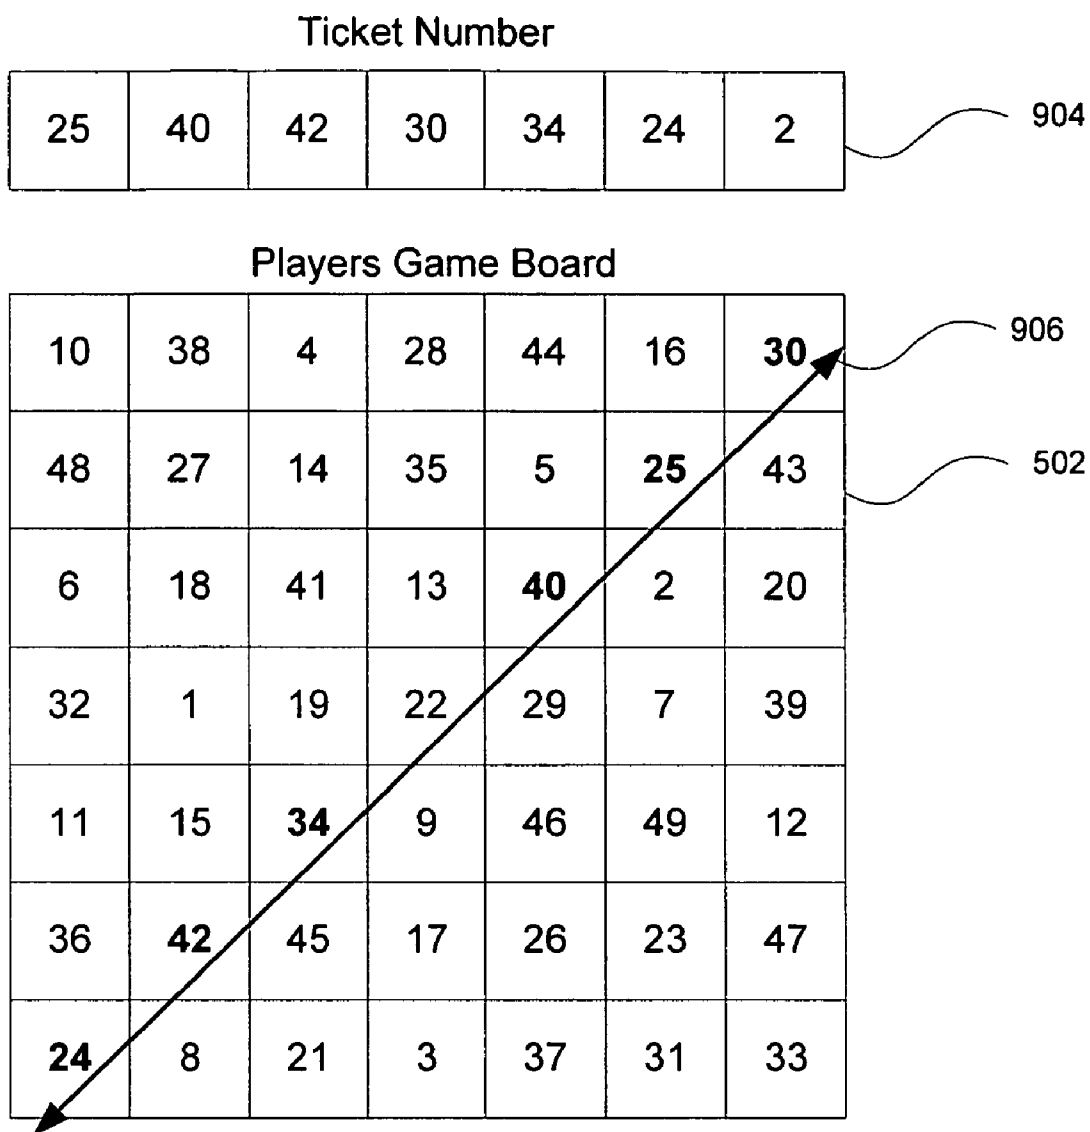 Ticket Number
25 40 42 30 34 24 2
904
Players Game Board
10 38 4 28 44 16 30
906
48 27 14 35 5 25 43
502
6 18 41 13 40 2 20
32 1 19 22 29 7 39
11 15 34 9 46 49 12
36 42 45 17 26 23 47
24 8 21 3 37 31 33